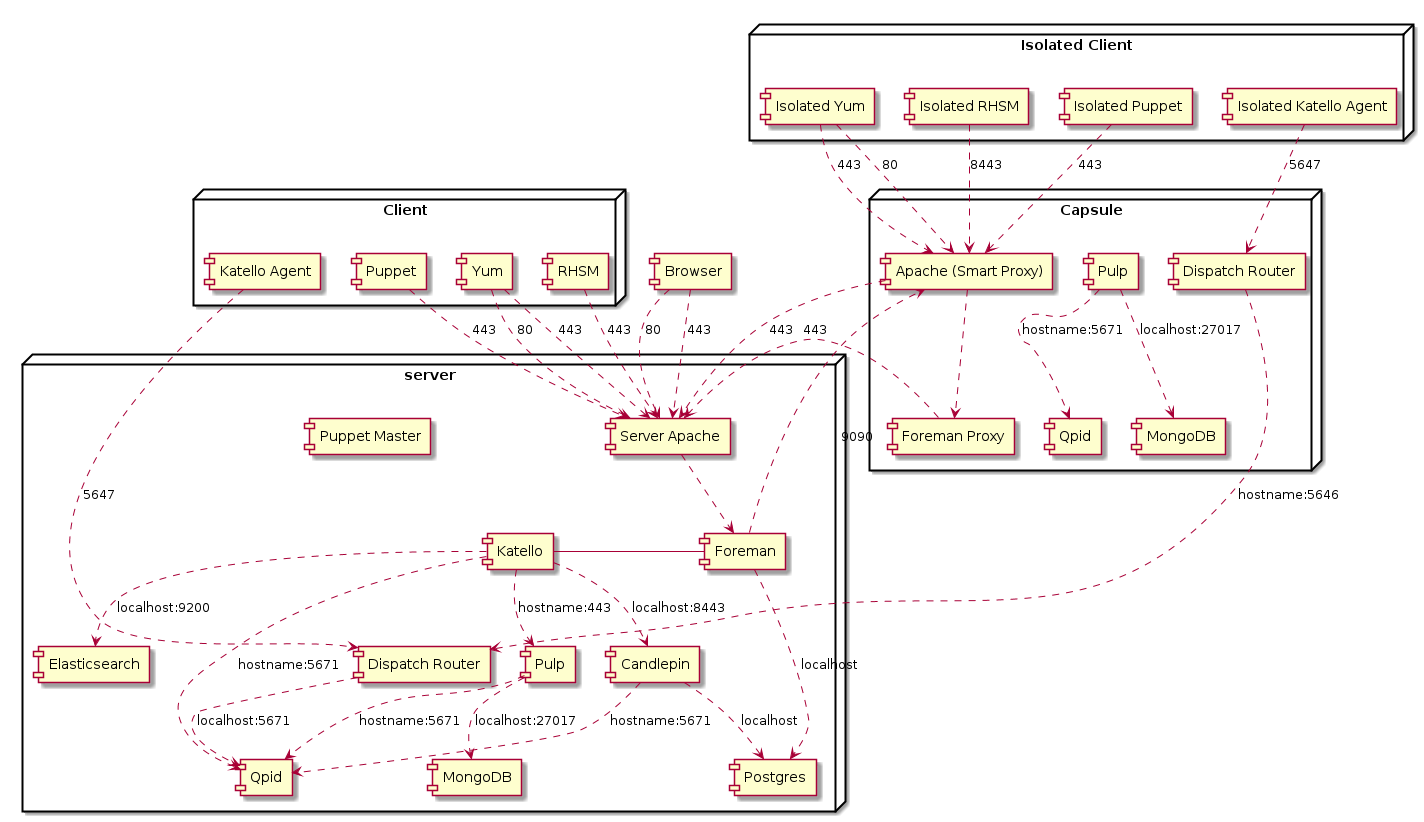 Isolated Client
Isolated Yum
Isolated RHSM
Isolated Puppet
Isolated Katello Agent
443
80
8443
443
5647
Client
Capsule
Katello Agent
Puppet
Yum
RHSM
Browser
Apache (Smart Proxy)
Pulp
Dispatch Router
443
80
443
443
80
443
443
443
hostname:5671
localhost:27017
server
Puppet Master
Server Apache
9090
Foreman Proxy
Qpid
MongoDB
5647
hostname:5646
Katello
Foreman
localhost:9200
hostname:443
localhost:8443
Elasticsearch
hostname:5671
Dispatch Router
Pulp
Candlepin
localhost
localhost:5671
hostname:5671
localhost:27017
hostname:5671
localhost
Qpid
MongoDB
Postgres